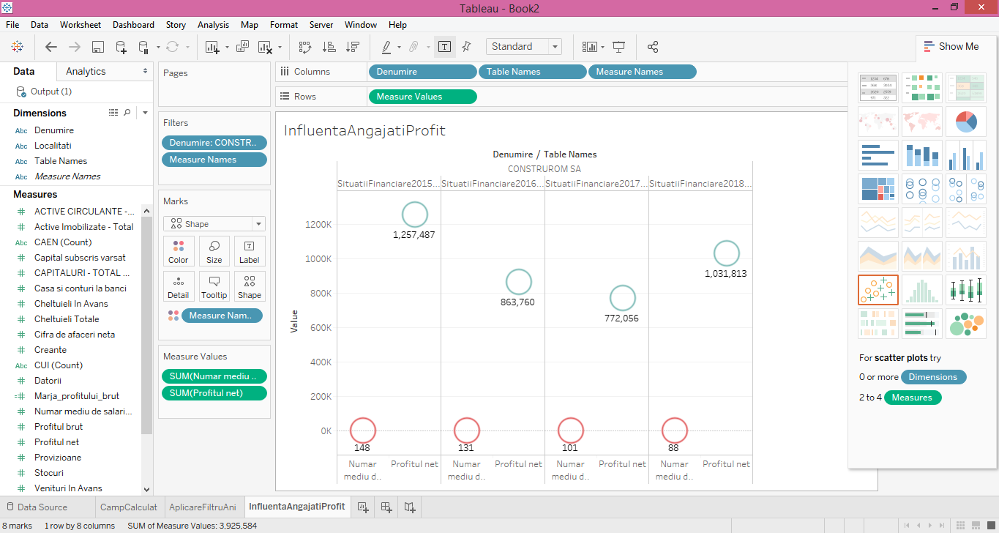 Tableau - Book2
File Data Worksheet Dashboard Story Analysis Map Format Server Window Help
Standard
Show Me
Data Analytics
Output (1)
Dimensions
Abc Denumire
Abc Localitati
Abc Table Names
Abc Measure Names
Measures
# ACTIVE CIRCULANTE -...
# Active Imobilizate - Total
Abc CAEN (Count)
# Capital subscris varsat
# CAPITALURI - TOTAL ...
# Casa si conturi la banci
# Cheltuieli In Avans
# Cheltuieli Totale
# Cifra de afaceri neta
# Creante
Abc CUI (Count)
# Datorii
=# Marja_profitului_brut
# Numar mediu de salari...
# Profitul brut
# Profitul net
# Provizioane
# Stocuri
# Venituri In Avans
Pages
Filters
Denumire: CONSTR..
Measure Names
Marks
Shape
Color Size Label
Detail Tooltip Shape
Measure Nam..
Measure Values
SUM(Numar mediu ..
SUM(Profitul net)
Columns Denumire Table Names Measure Names
Rows Measure Values
InfluentaAngajatiProfit
Denumire / Table Names
CONSTRUROM SA
SituatiiFinanciare2015... SituatiiFinanciare2016... SituatiiFinanciare2017... SituatiiFinanciare2018...
Value
1200K
1000K
800K
600K
400K
200K
0K
1,257,487
863,760
772,056
1,031,813
148 131 101 88
Numar mediu d.. Profitul net Numar mediu d.. Profitul net Numar mediu d.. Profitul net Numar mediu d.. Profitul net
For scatter plots try
0 or more Dimensions
2 to 4 Measures
Data Source CampCalculat AplicareFiltruAni InfluentaAngajatiProfit
8 marks 1 row by 8 columns SUM of Measure Values: 3,925,584